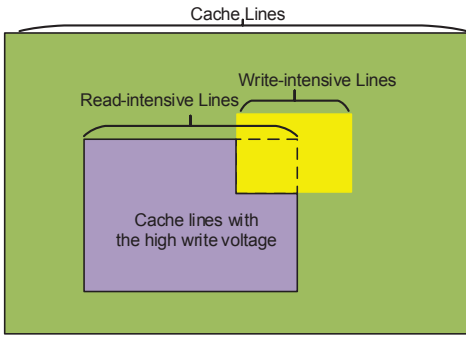 Cache Lines
Write-intensive Lines
Read-intensive Lines
Cache lines with
the high write voltage